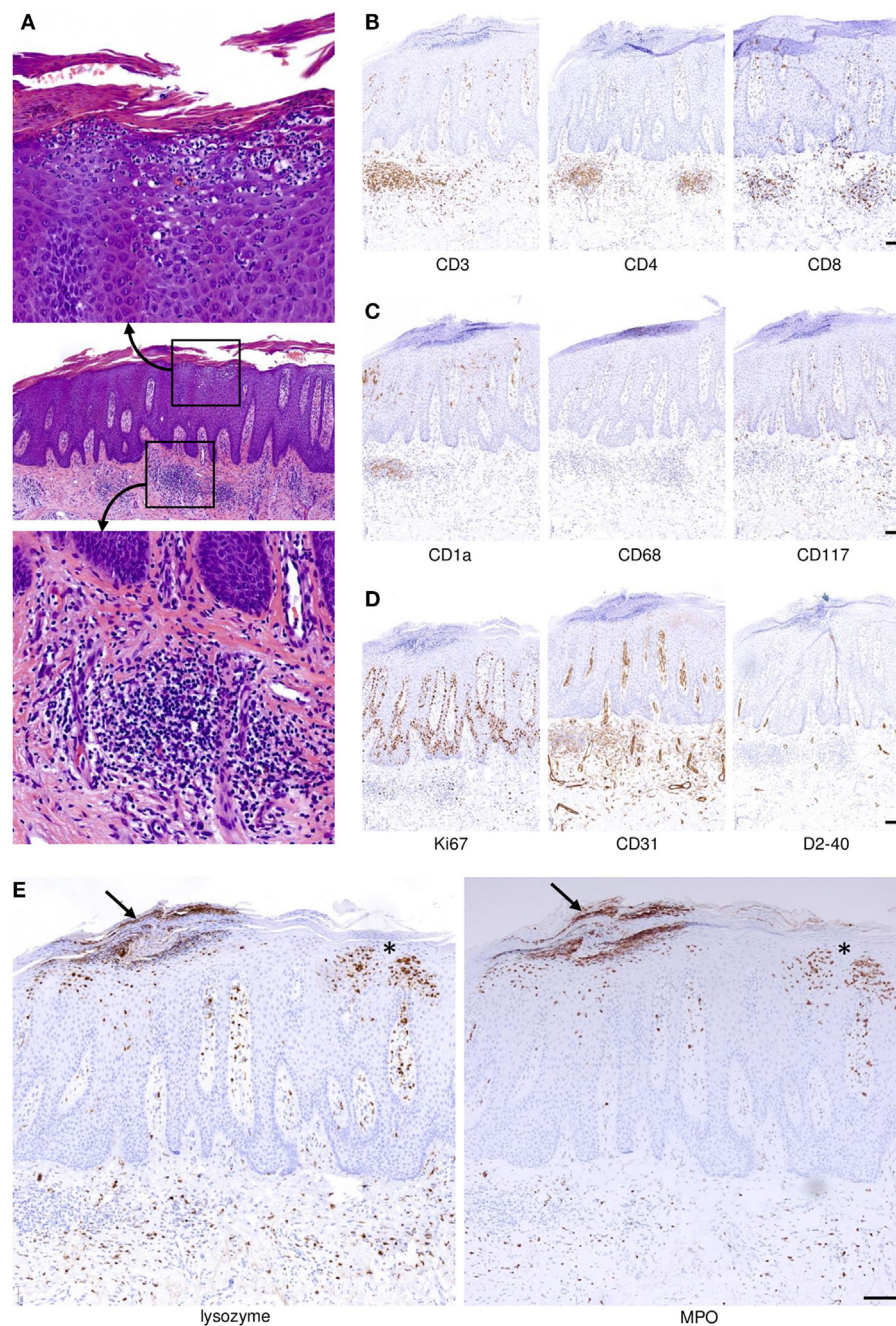 A
B
CD3 CD4 CD8
C
CD1a CD68 CD117
D
Ki67 CD31 D2-40
E
* *
lysozyme MPO